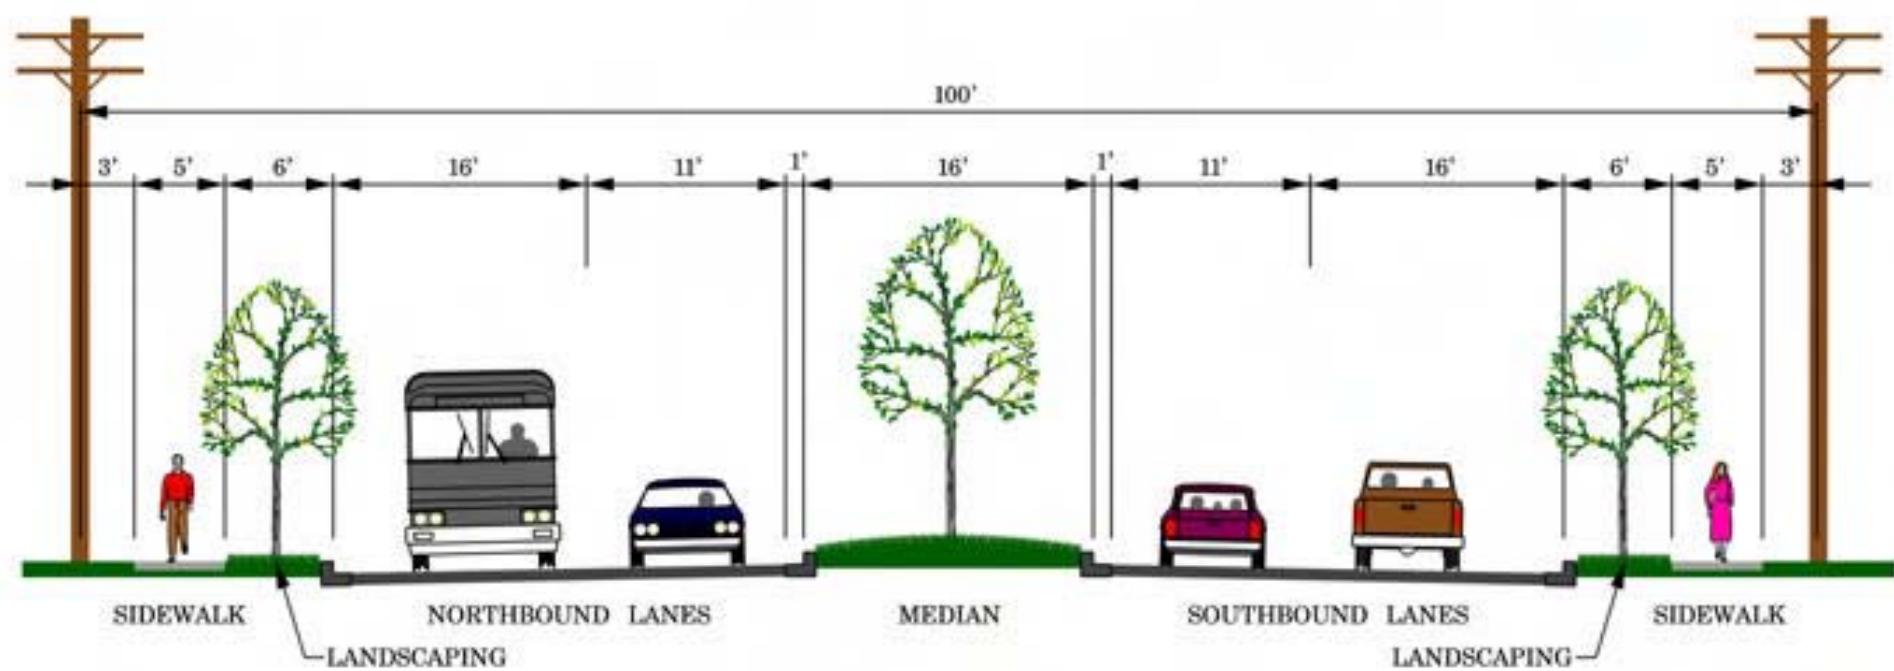 100'
3' 5' 6' 16' 11' 1' 16' 1' 11' 16' 6' 5' 3'
SIDEWALK NORTHBOUND LANES MEDIAN SOUTHBOUND LANES SIDEWALK
LANDSCAPING LANDSCAPING